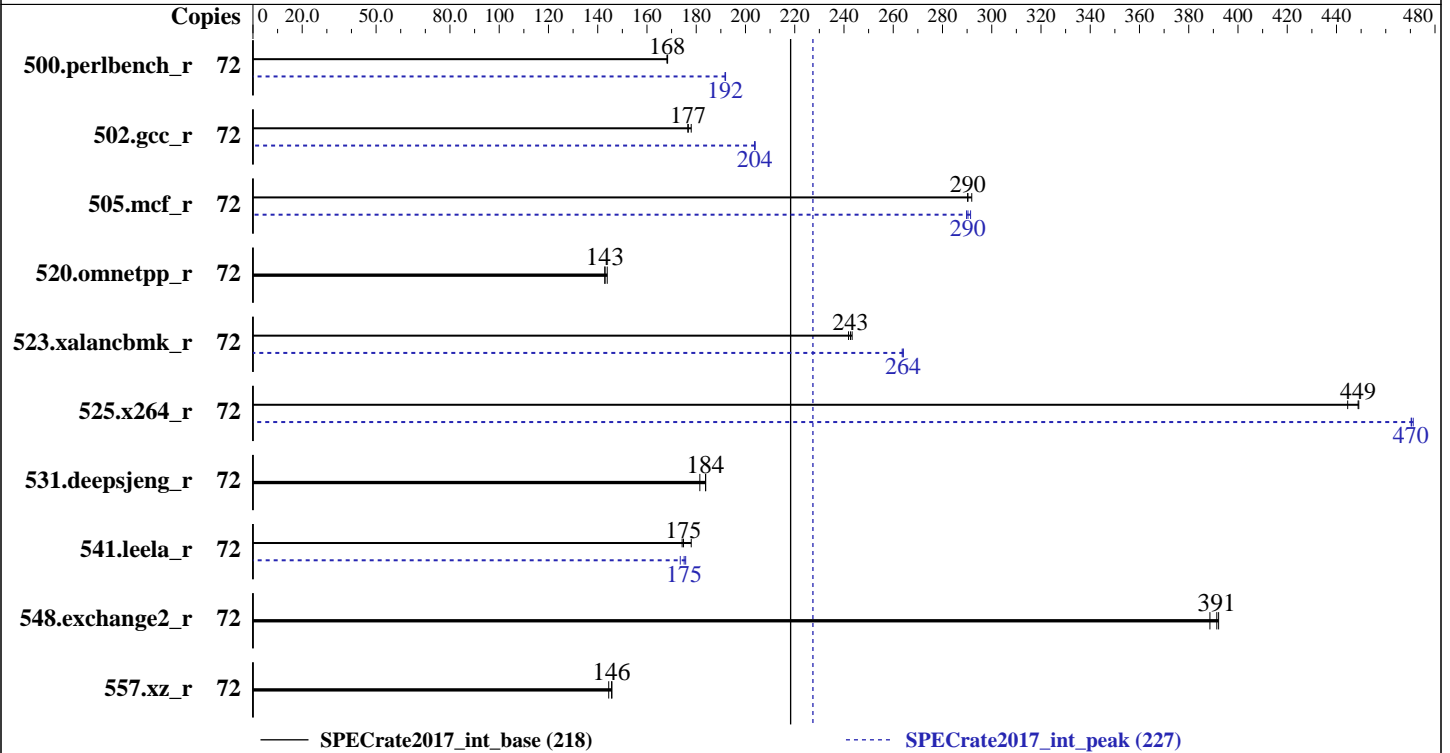 Copies 0 20.0 50.0 80.0 100 120 140 160 180 200 220 240 260 280 300 320 340 360 380 400 420 440 480
168
500.perlbench_r 72
192
177
502.gcc_r 72
204
290
505.mcf_r 72
290
143
520.omnetpp_r 72
243
523.xalancbmk_r 72
264
449
525.x264_r 72
470
184
531.deepsjeng_r 72
175
541.leela_r 72
175
391
548.exchange2_r 72
146
557.xz_r 72
SPECrate2017_int_base (218) SPECrate2017_int_peak (227)